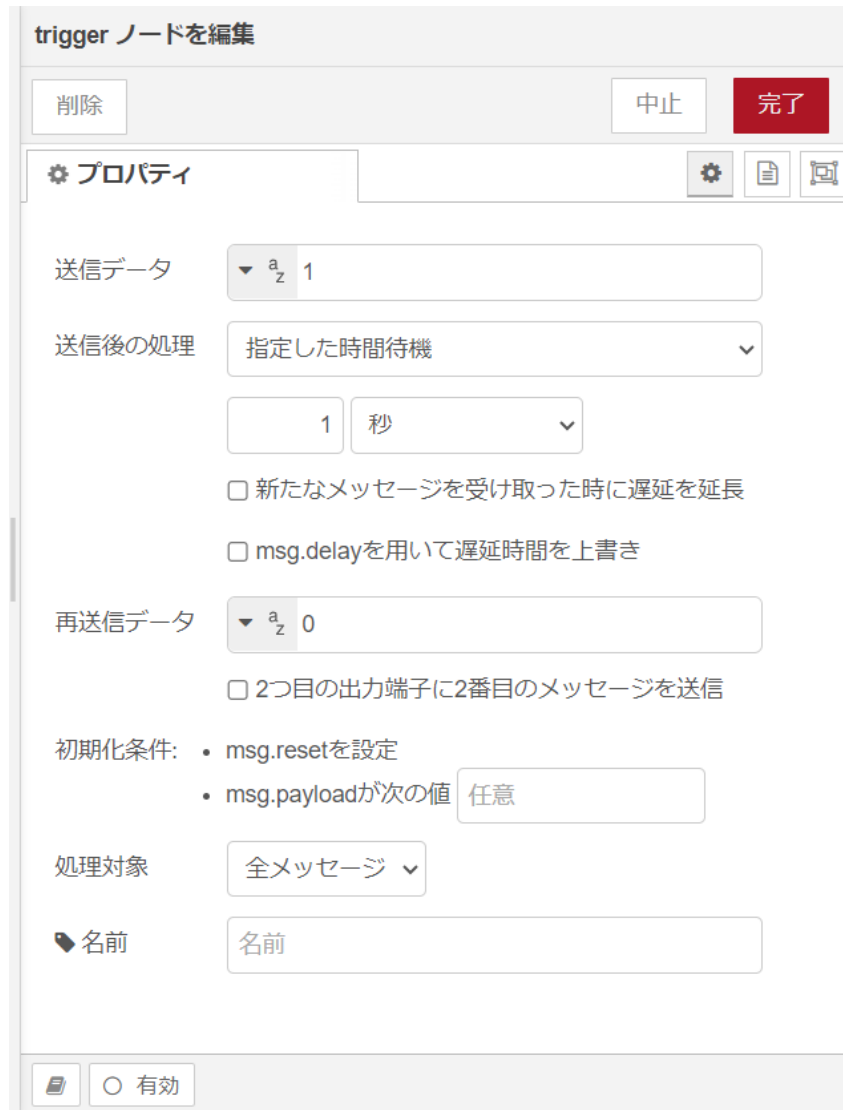 trigger ノードを編集
削除 中止 完了
プロパティ
送信データ a z 1
送信後の処理 指定した時間待機
1 秒
新たなメッセージを受け取った時に遅延を延長
msg.delayを用いて遅延時間を上書き
再送信データ a z 0
2つ目の出力端子に2番目のメッセージを送信
初期化条件: • msg.resetを設定
• msg.payloadが次の値 任意
処理対象 全メッセージ
名前 名前
有効